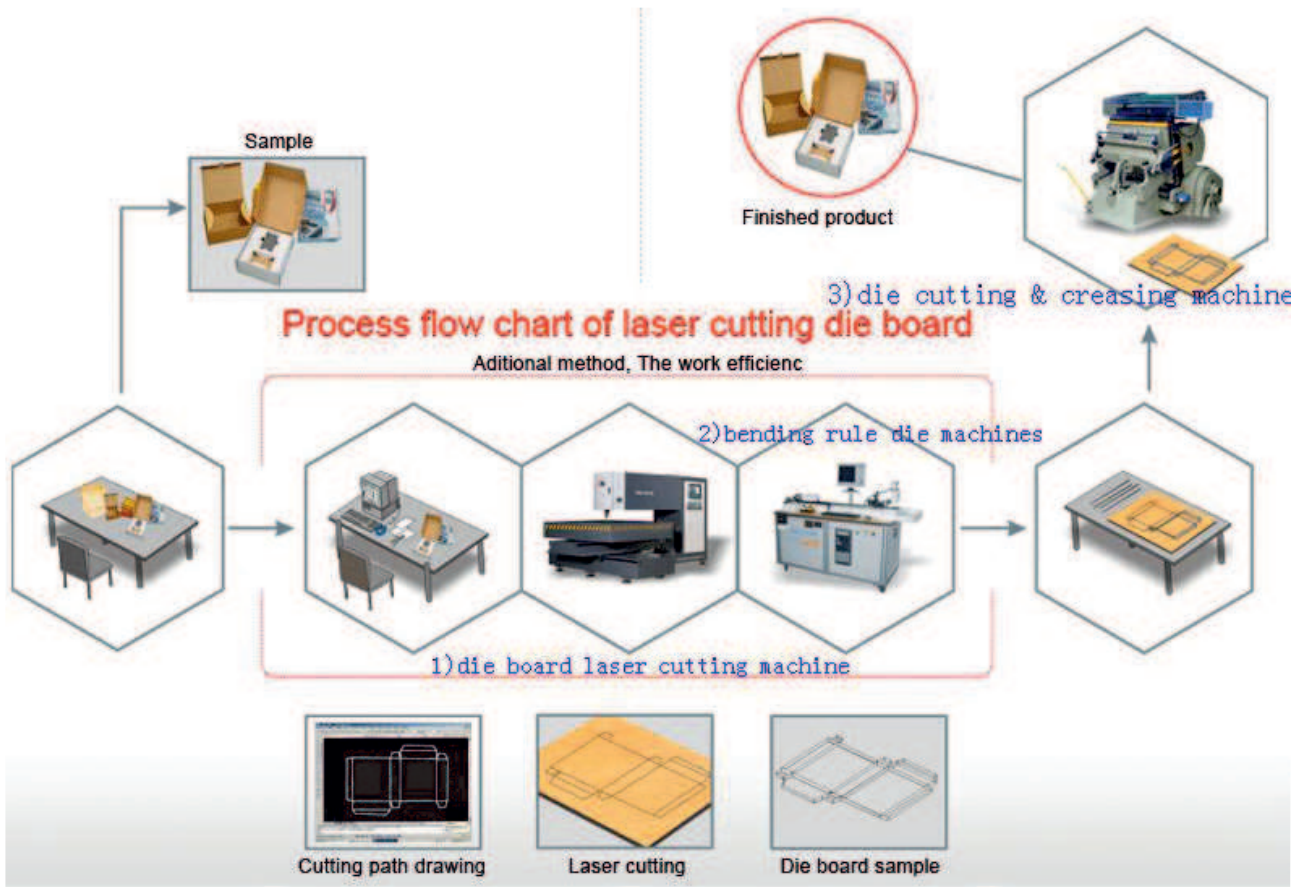 Sample
Finished product
3)die cutting & creasing machine
Process flow chart of laser cutting die board
Aditional method, The work efficienc
2)bending rule die machines
1)die board laser cutting machine
Cutting path drawing
Laser cutting
Die board sample